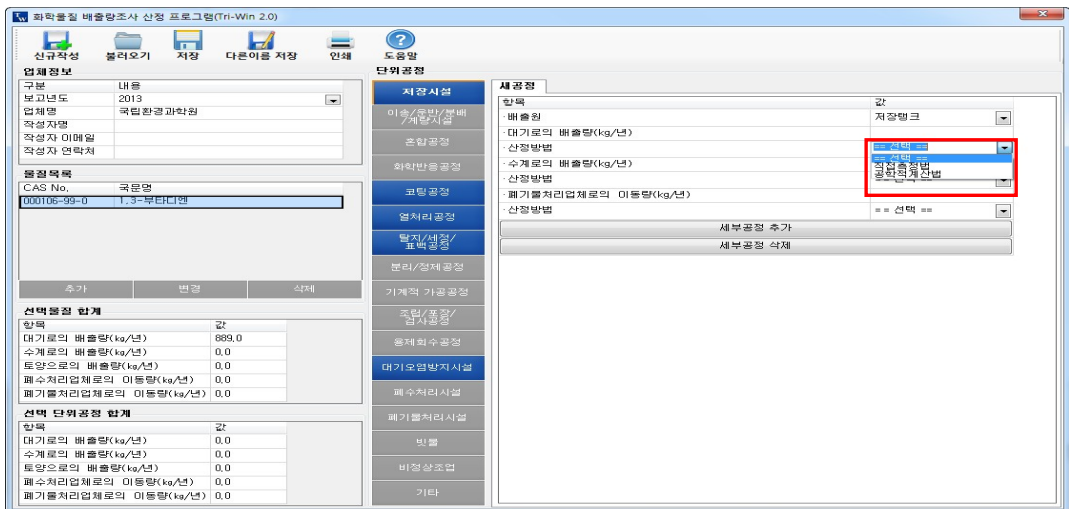 화학물질 배출량조사 산정 프로그램(Tri-Win 2.0)
신규작성 불러오기 저장 다른이름 저장 인쇄 도움말
업체정보
구분 내용
보고년도 2013
업체명 국립환경과학원
작성자명
작성자 이메일
작성자 연락처
물질목록
CAS No. 국문명
000106-99-0 1,3-부타디엔
추가 변경 삭제
선택물질 합계
항목 값
대기로의 배출량(kg/년) 889.0
수계로의 배출량(kg/년) 0.0
토양으로의 배출량(kg/년) 0.0
폐수처리업체로의 이동량(kg/년) 0.0
폐기물처리업체로의 이동량(kg/년) 0.0
선택 단위공정 합계
항목 값
대기로의 배출량(kg/년) 0.0
수계로의 배출량(kg/년) 0.0
토양으로의 배출량(kg/년) 0.0
폐수처리업체로의 이동량(kg/년) 0.0
폐기물처리업체로의 이동량(kg/년) 0.0
단위공정
저장시설
이송/운반/분배
/계량시설
혼합공정
화학반응공정
코팅공정
열처리공정
탈지/세정/
표백공정
분리/정제공정
기계적 가공공정
조립/포장/
검사공정
용제회수공정
대기오염방지시설
폐수처리시설
폐기물처리시설
빗물
비정상조업
기타
새공정
항목 값
·배출원 저장탱크
·대기로의 배출량(kg/년)
·산정방법 == 선택 ==
== 선택 ==
직접측정법
공학적계산법
·수계로의 배출량(kg/년)
·산정방법 == 선택 ==
·폐기물처리업체로의 이동량(kg/년)
·산정방법 == 선택 ==
세부공정 추가
세부공정 삭제